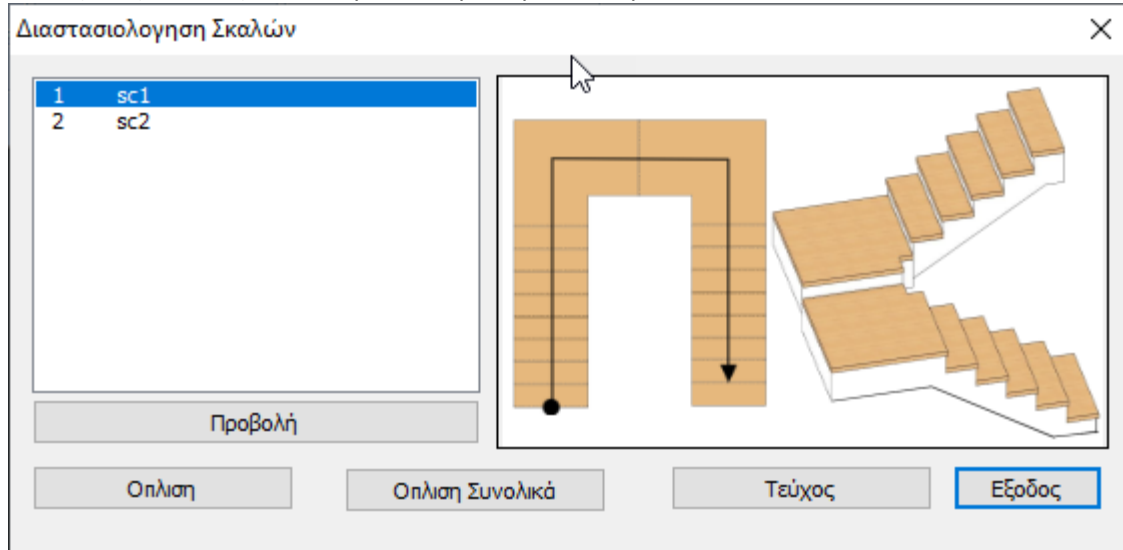 Διαστασιολογηση Σκαλών
1 sc1
2 sc2
Προβολή
Οπλιση
Οπλιση Συνολικά
Τεύχος
Εξοδος